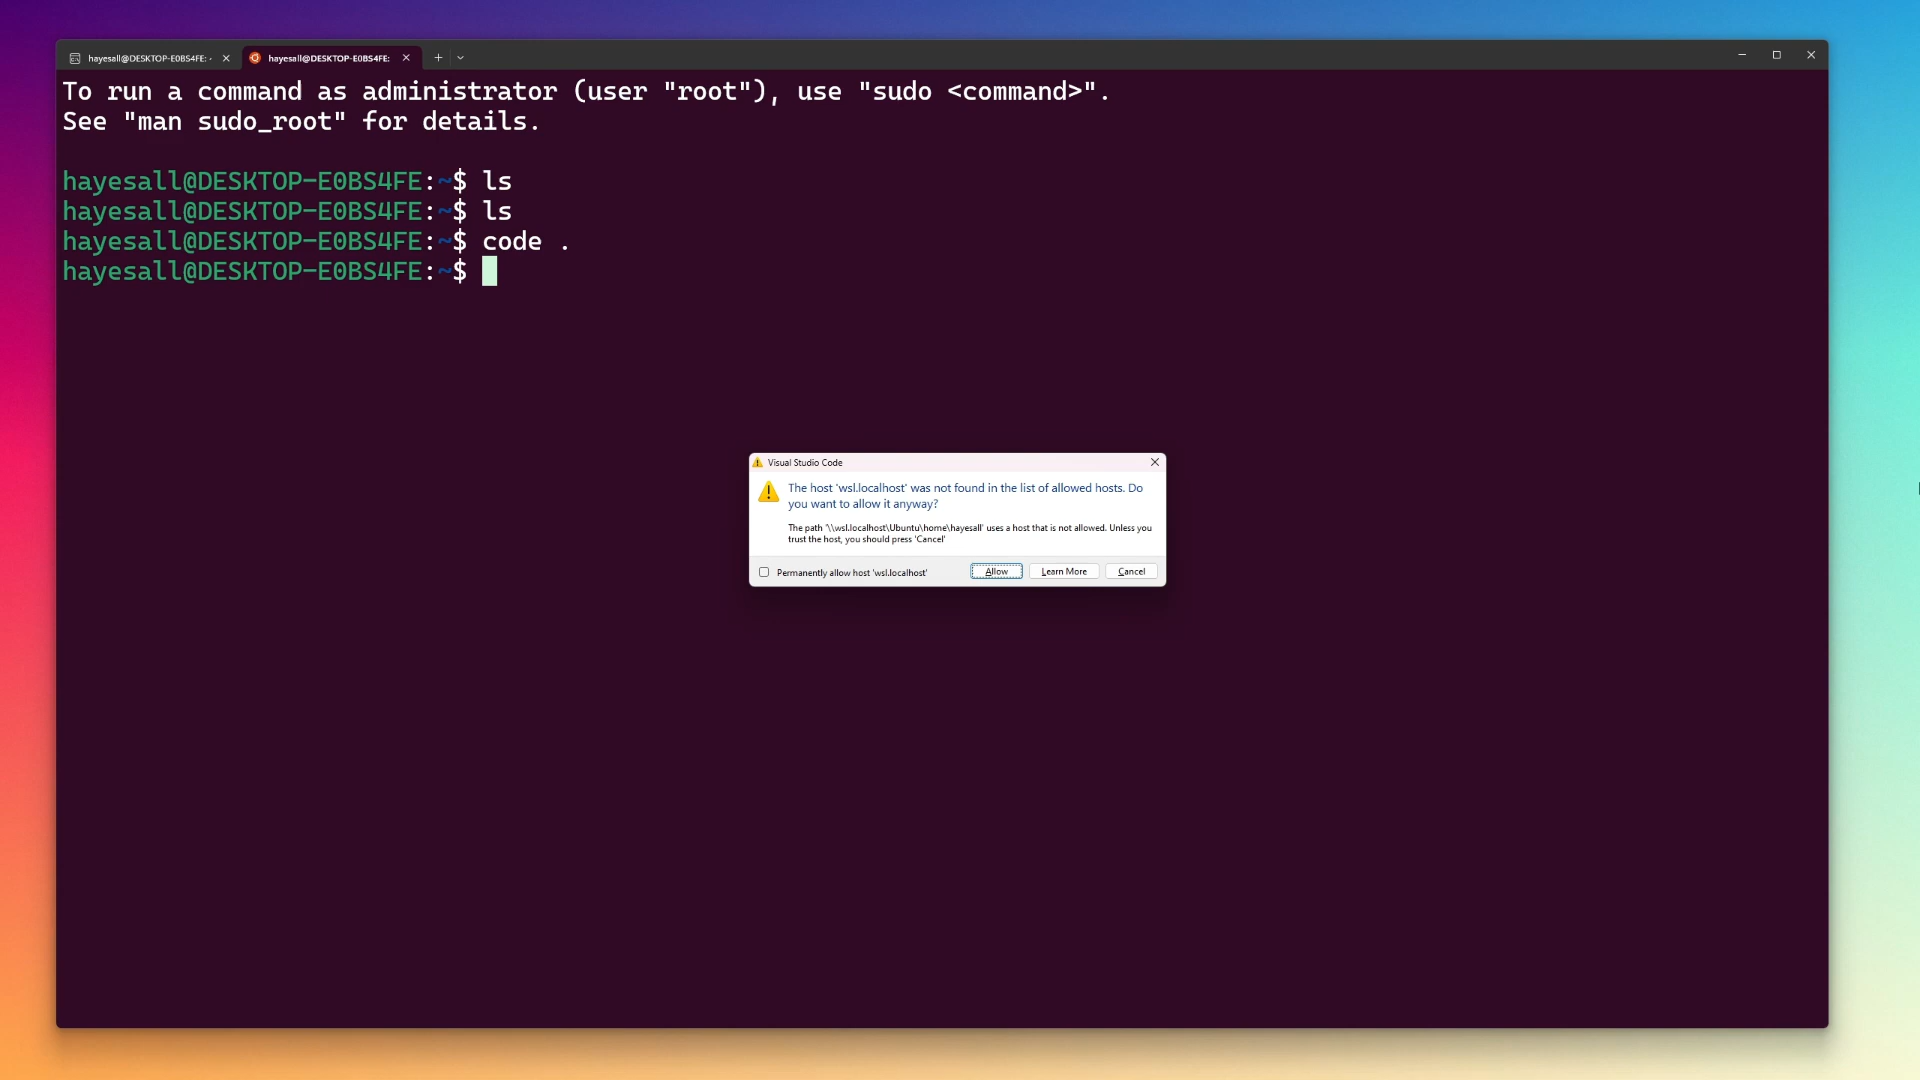 hayesall@DESKTOP-E0BS4FE: ~
hayesall@DESKTOP-E0BS4FE:
To run a command as administrator (user "root"), use "sudo <command>".
See "man sudo_root" for details.
hayesall@DESKTOP-E0BS4FE:~$ ls
hayesall@DESKTOP-E0BS4FE:~$ ls
hayesall@DESKTOP-E0BS4FE:~$ code .
hayesall@DESKTOP-E0BS4FE:~$
Visual Studio Code
The host 'wsl.localhost' was not found in the list of allowed hosts. Do
you want to allow it anyway?
The path '\\wsl.localhost\Ubuntu\home\hayesall' uses a host that is not allowed. Unless you
trust the host, you should press 'Cancel'
Permanently allow host 'wsl.localhost'
Allow
Learn More
Cancel